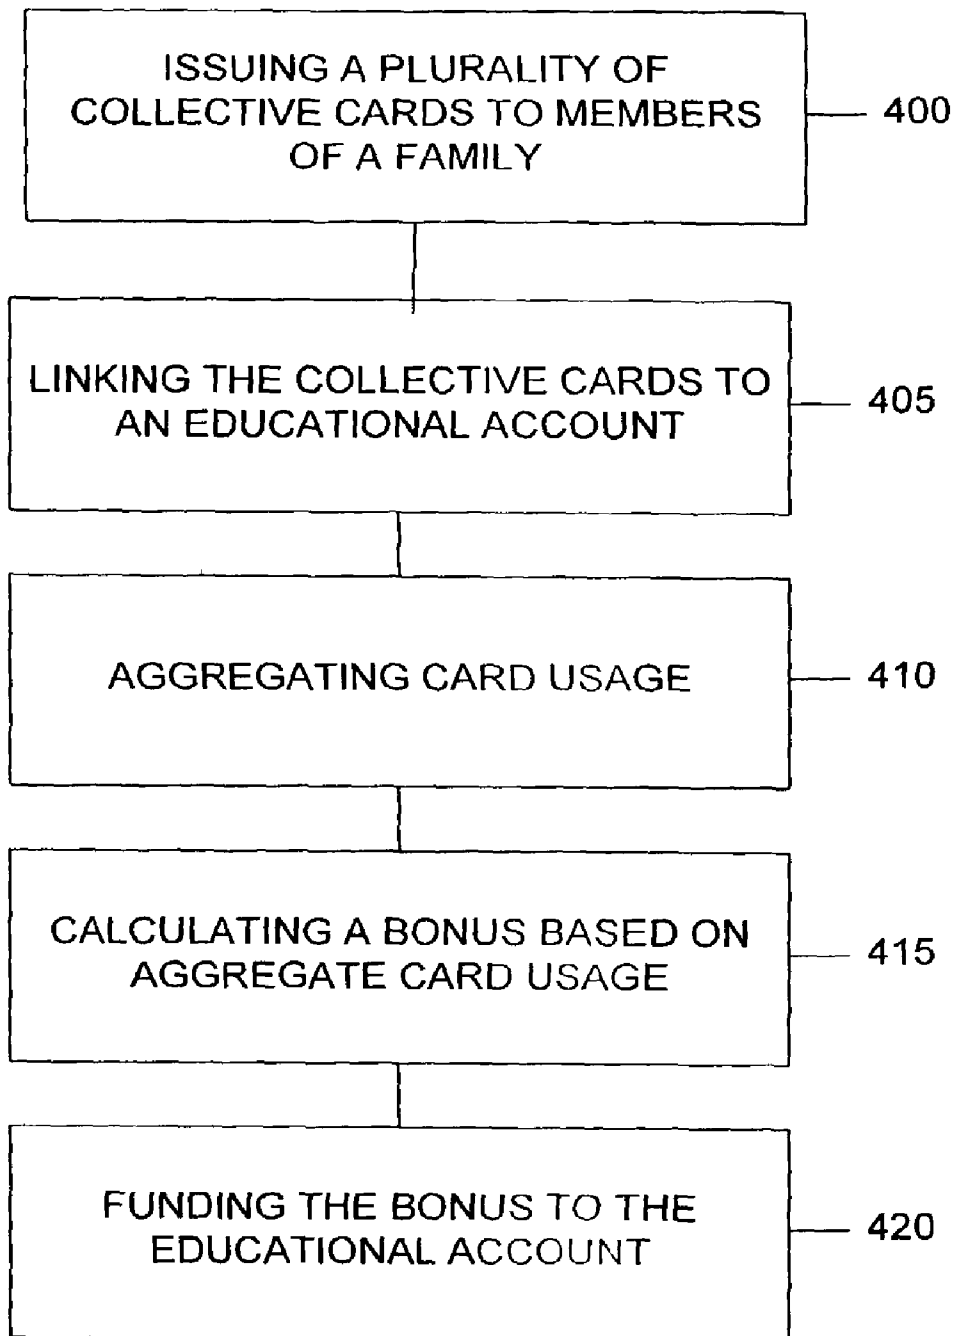 ISSUING A PLURALITY OF
COLLECTIVE CARDS TO MEMBERS
OF A FAMILY
400
LINKING THE COLLECTIVE CARDS TO
AN EDUCATIONAL ACCOUNT
405
AGGREGATING CARD USAGE
410
CALCULATING A BONUS BASED ON
AGGREGATE CARD USAGE
415
FUNDING THE BONUS TO THE
EDUCATIONAL ACCOUNT
420